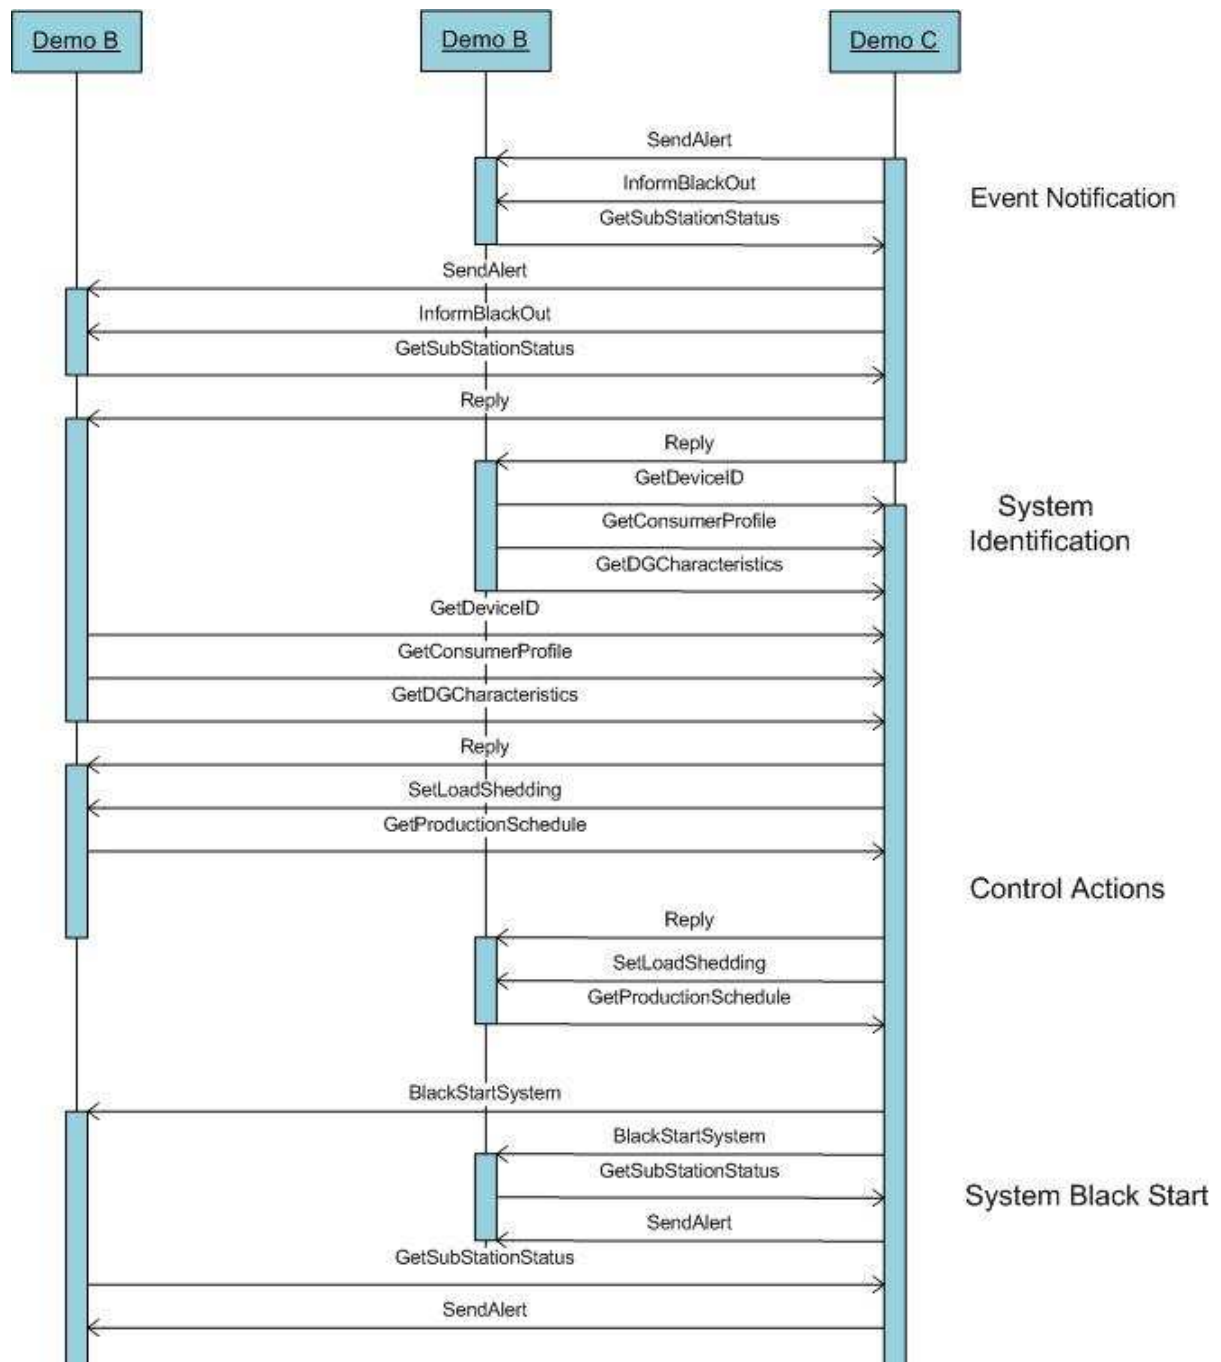 Demo B
Demo B
Demo C
SendAlert
InformBlackOut
Event Notification
GetSubStationStatus
SendAlert
InformBlackOut
GetSubStationStatus
Reply
Reply
GetDeviceID
System
Identification
GetConsumerProfile
GetDGCharacteristics
GetDeviceID
GetConsumerProfile
GetDGCharacteristics
Reply
SetLoadShedding
GetProductionSchedule
Control Actions
Reply
SetLoadShedding
GetProductionSchedule
BlackStartSystem
BlackStartSystem
GetSubStationStatus
System Black Start
SendAlert
GetSubStationStatus
SendAlert